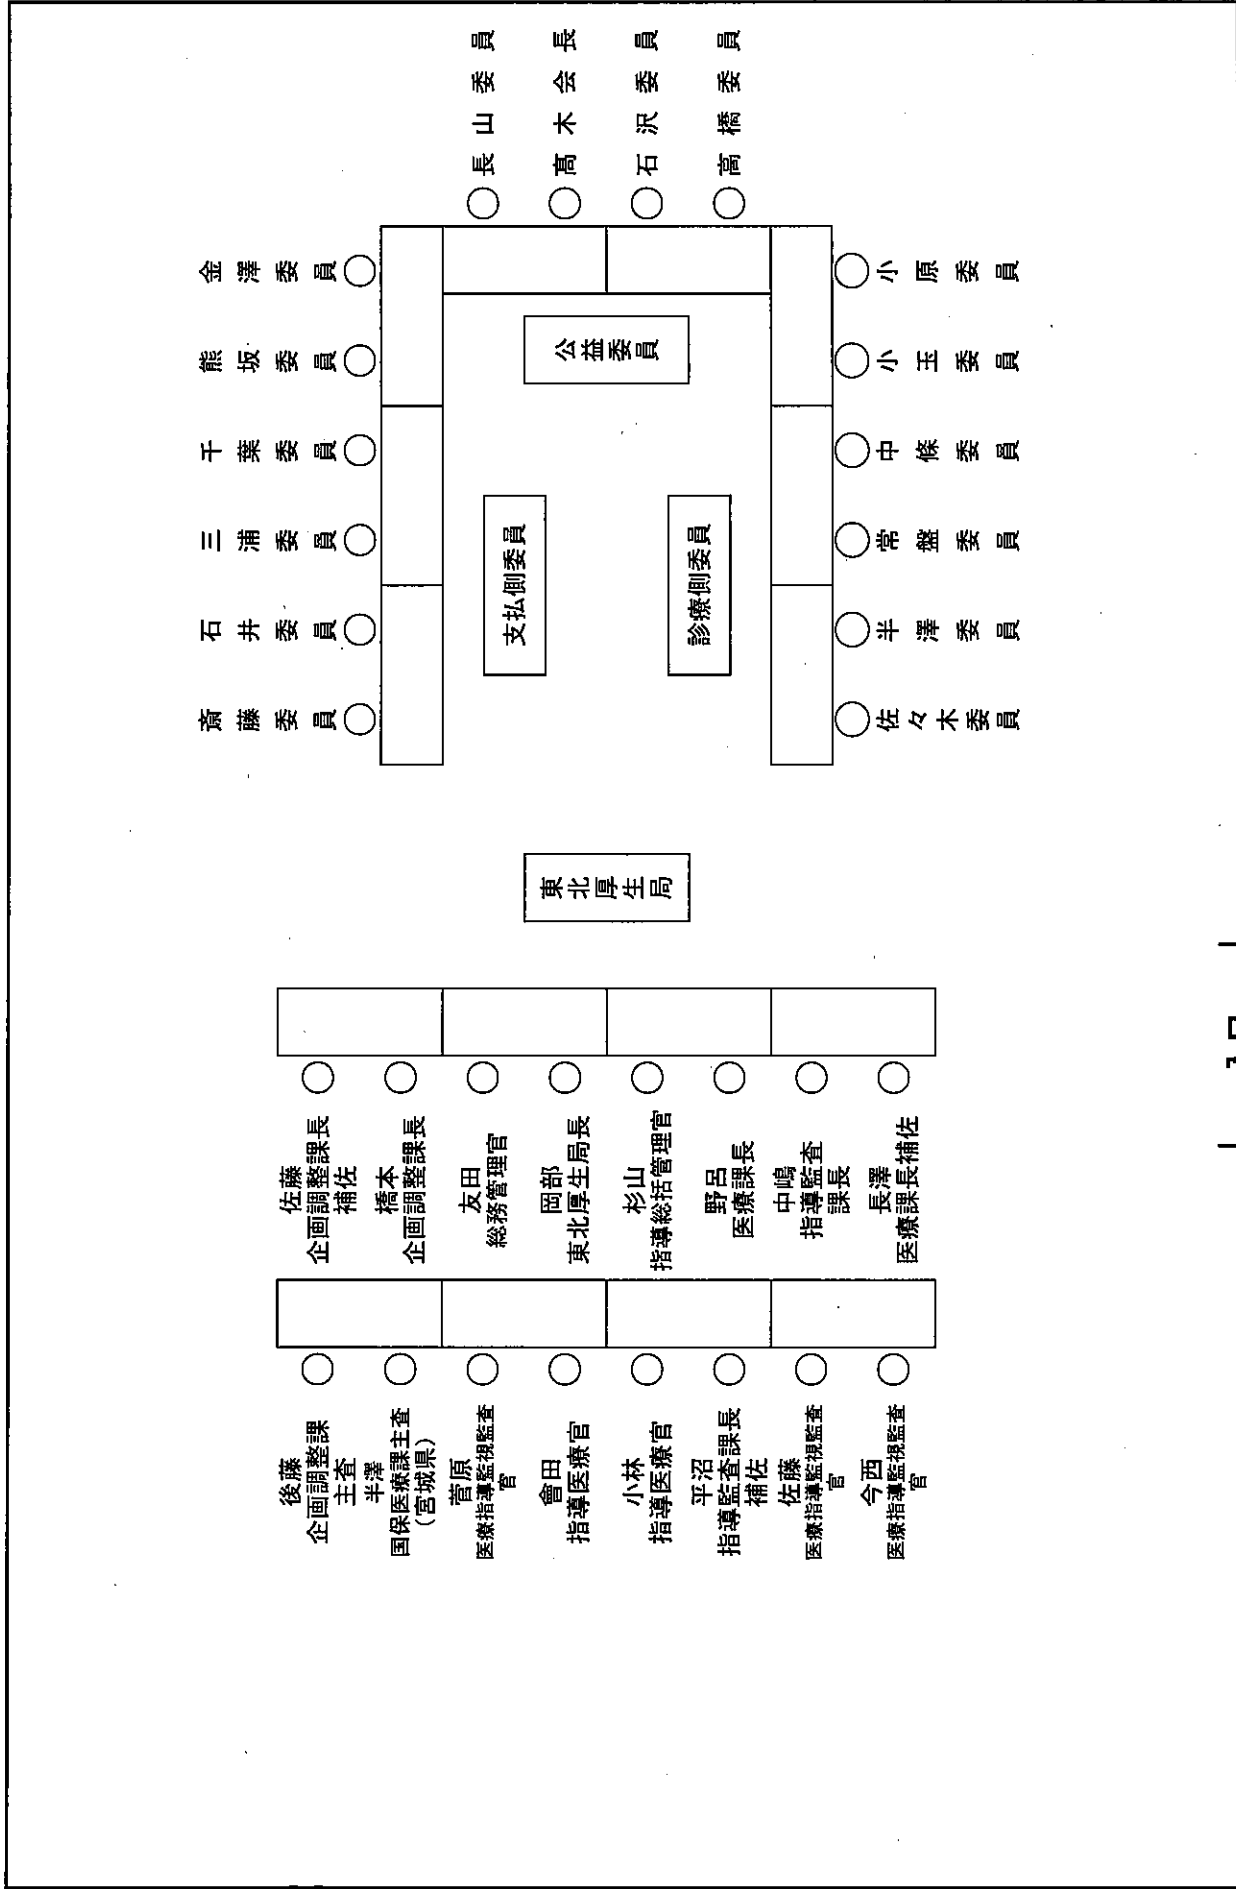 斎藤委員
石井委員
三浦委員
千葉委員
熊坂委員
金澤委員
長山委員
高木会長
石沢委員
高橋委員
公益委員
支払側委員
診療側委員
佐々木委員
半澤委員
常盤委員
中條委員
小玉委員
小原委員
東北厚生局
佐藤
企画調整課長
補佐
橋本
企画調整課長
友田
総務管理官
岡部
東北厚生局長
杉山
指導総括管理官
野呂
医療課長
中嶋
指導監査
課長
長澤
医療課長補佐
後藤
企画調整課
主査
半澤
国保医療課主査
（宮城県）
菅原
医療指導監視監査
官
會田
指導医療官
小林
指導医療官
平沼
指導監査課長
補佐
佐藤
医療指導監視監査
官
今西
医療指導監視監査
官